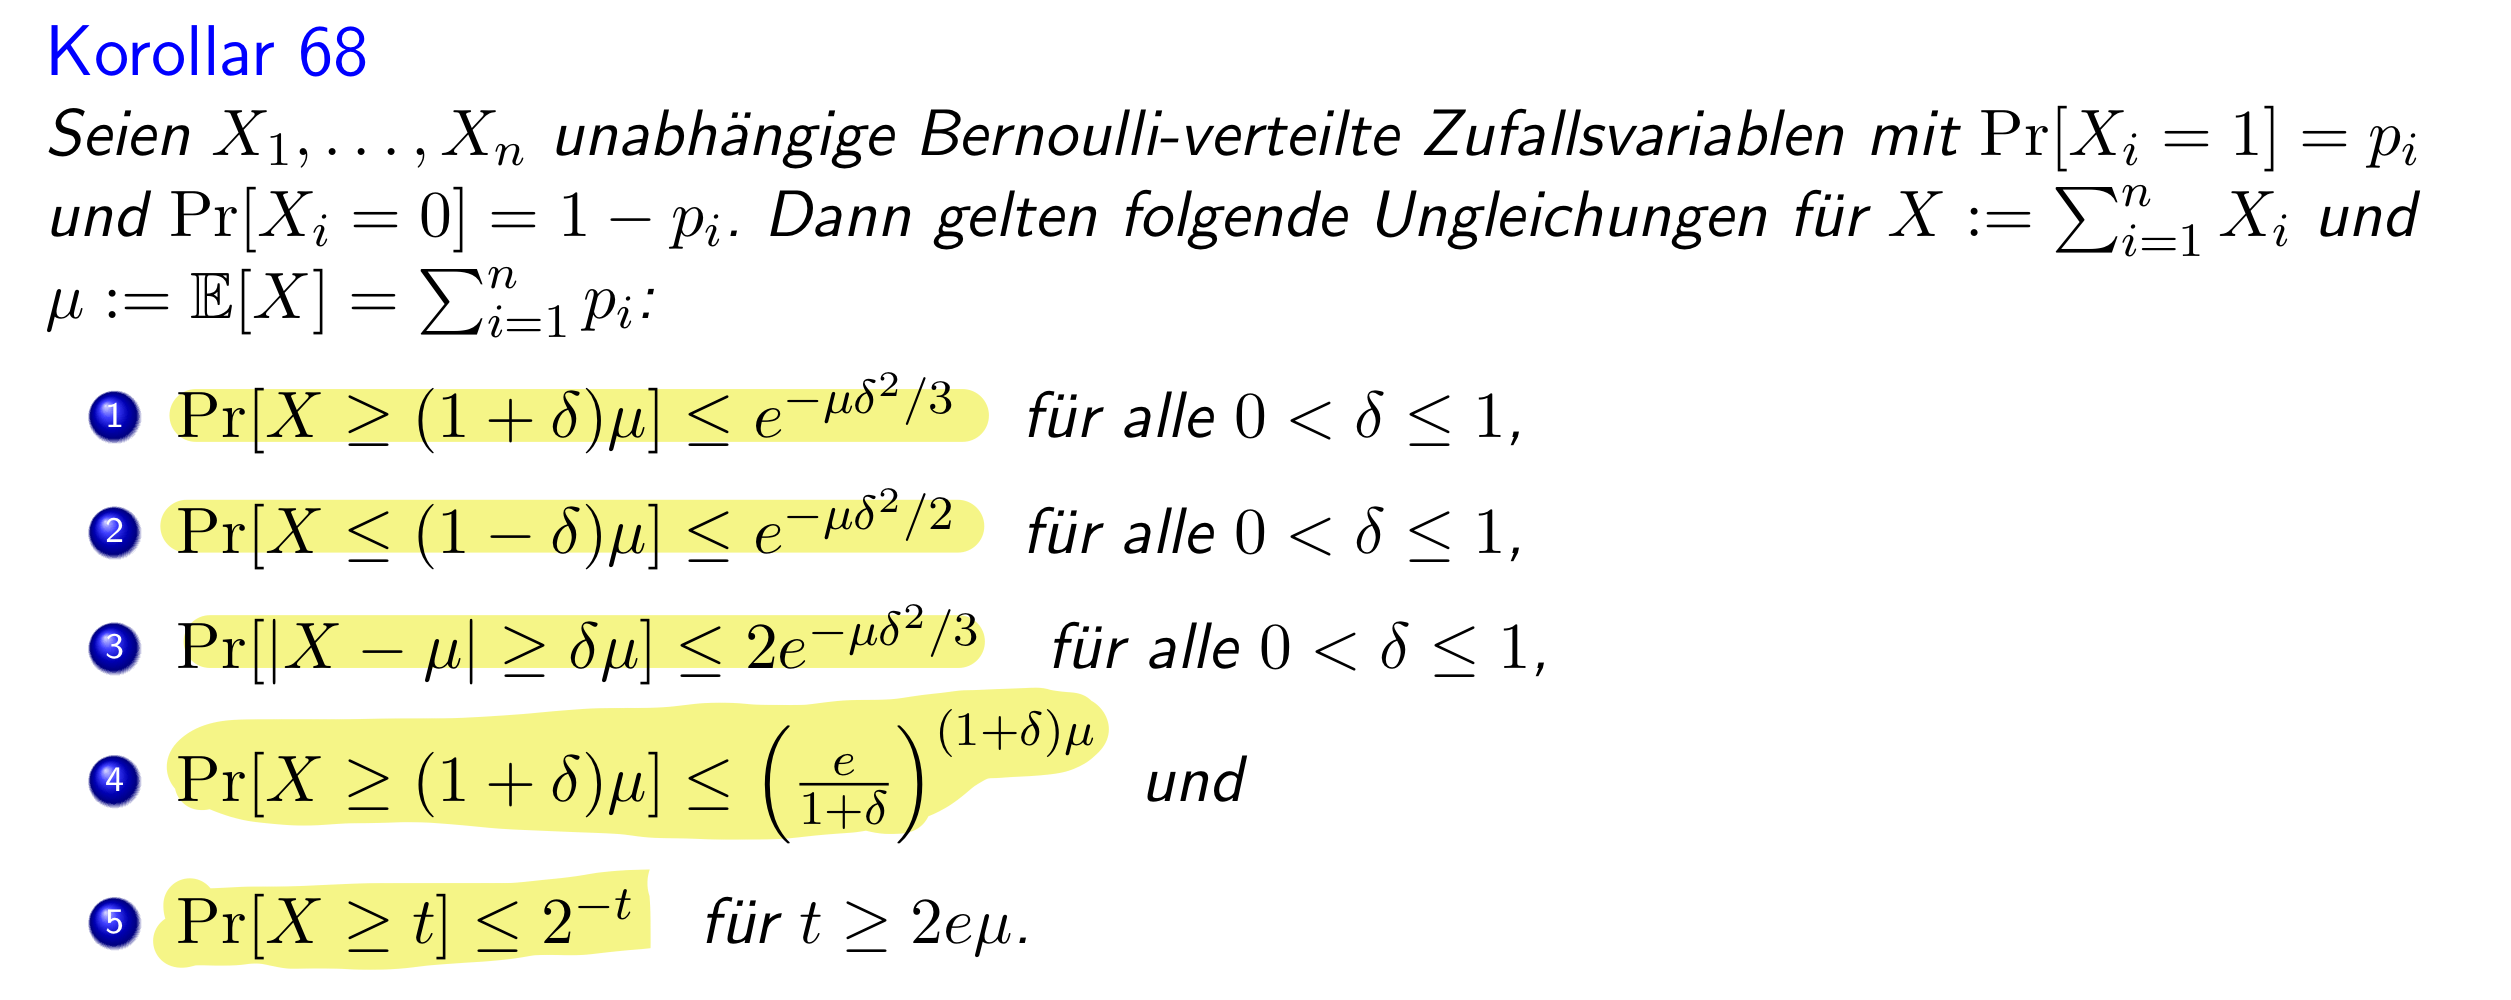 Korollar 68
Seien $X_1, \ldots, X_n$ unabhängige Bernoulli-verteilte Zufallsvariablen mit $\Pr[X_i = 1] = p_i$
und $\Pr[X_i = 0] = 1 - p_i$. Dann gelten folgende Ungleichungen für $X := \sum_{i=1}^{n} X_i$ und
$\mu := \mathbb{E}[X] = \sum_{i=1}^{n} p_i$:
1 $\Pr[X \geq (1 + \delta)\mu] \leq e^{-\mu\delta^2/3}$ für alle $0 < \delta \leq 1$,
2 $\Pr[X \leq (1 - \delta)\mu] \leq e^{-\mu\delta^2/2}$ für alle $0 < \delta \leq 1$,
3 $\Pr[|X - \mu| \geq \delta\mu] \leq 2e^{-\mu\delta^2/3}$ für alle $0 < \delta \leq 1$,
4 $\Pr[X \geq (1 + \delta)\mu] \leq \left(\frac{e}{1+\delta}\right)^{(1+\delta)\mu}$ und
5 $\Pr[X \geq t] \leq 2^{-t}$ für $t \geq 2e\mu$.